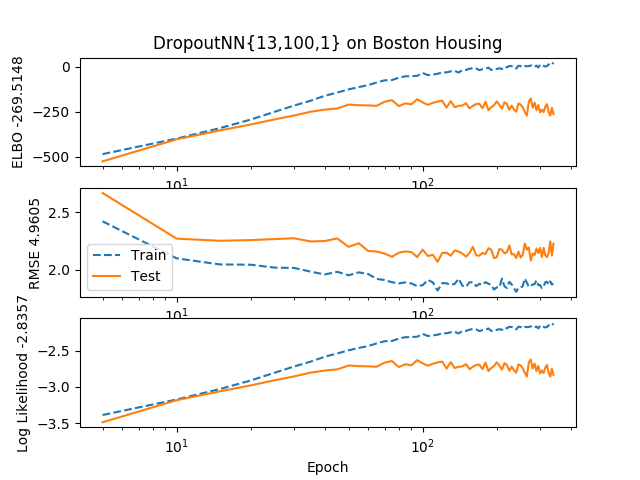 DropoutNN{13,100,1} on Boston Housing
ELBO -269.5148
0
−250
−500
10¹
10²
RMSE 4.9605
2.5
2.0
Train
Test
10¹
10²
Log Likelihood -2.8357
−2.5
−3.0
−3.5
10¹
10²
Epoch